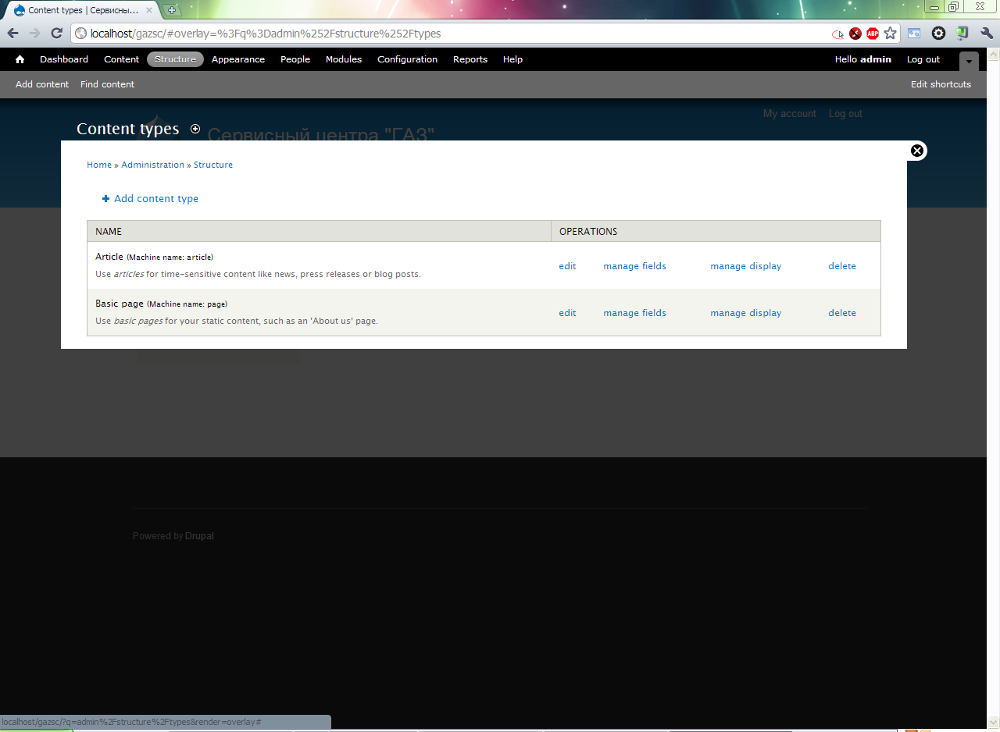 Content types | Сервисны...
localhost/gazsc/#overlay=%3Fq%3Dadmin%252Fstructure%252Ftypes
ABP
Dashboard Content Structure Appearance People Modules Configuration Reports Help Hello admin Log out
Add content Find content Edit shortcuts
My account Log out
Content types
Сервисный центра "ГАЗ"
Home » Administration » Structure
Add content type
NAME OPERATIONS
Article (Machine name: article)
Use articles for time-sensitive content like news, press releases or blog posts.
edit manage fields manage display delete
Basic page (Machine name: page)
Use basic pages for your static content, such as an 'About us' page.
edit manage fields manage display delete
Powered by Drupal
localhost/gazsc/?q=admin%2Fstructure%2Ftypes&render=overlay#